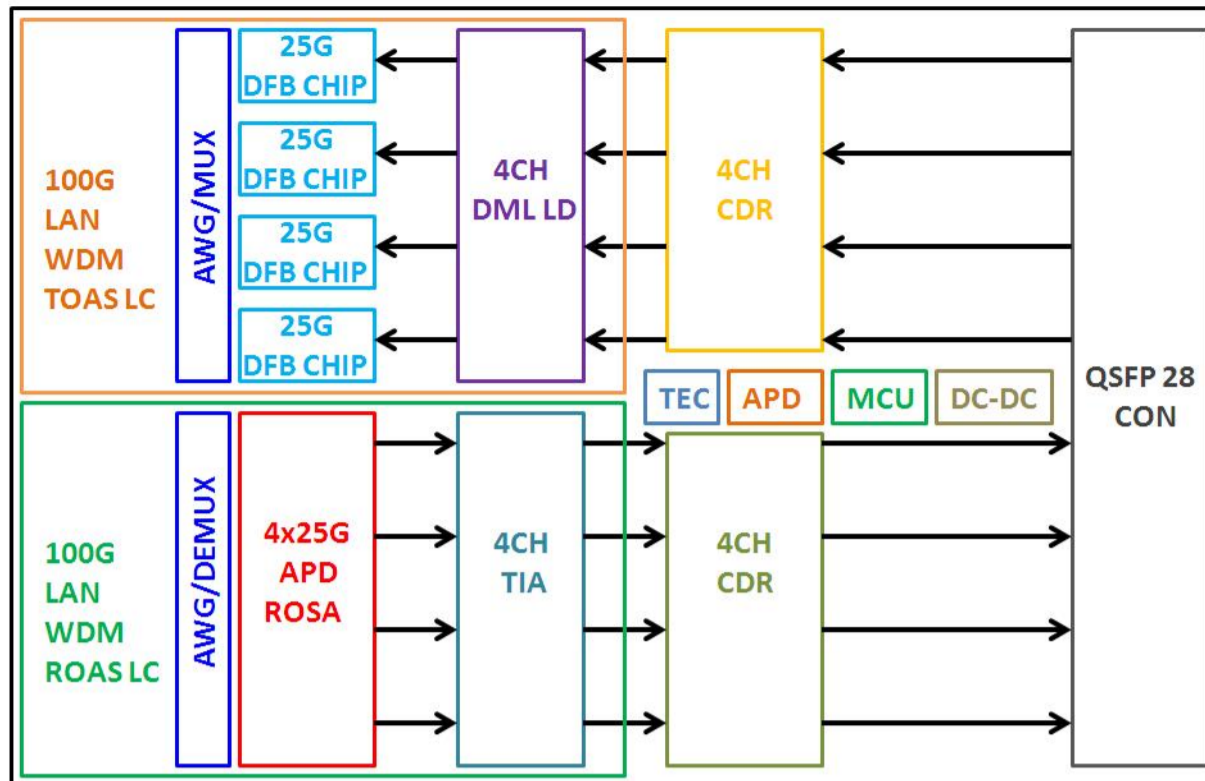 100G
LAN
WDM
TOAS LC
AWG/MUX
25G
DFB CHIP
25G
DFB CHIP
25G
DFB CHIP
25G
DFB CHIP
4CH
DML LD
4CH
CDR
QSFP 28
CON
TEC
APD
MCU
DC-DC
100G
LAN
WDM
ROAS LC
AWG/DEMUX
4x25G
APD
ROSA
4CH
TIA
4CH
CDR